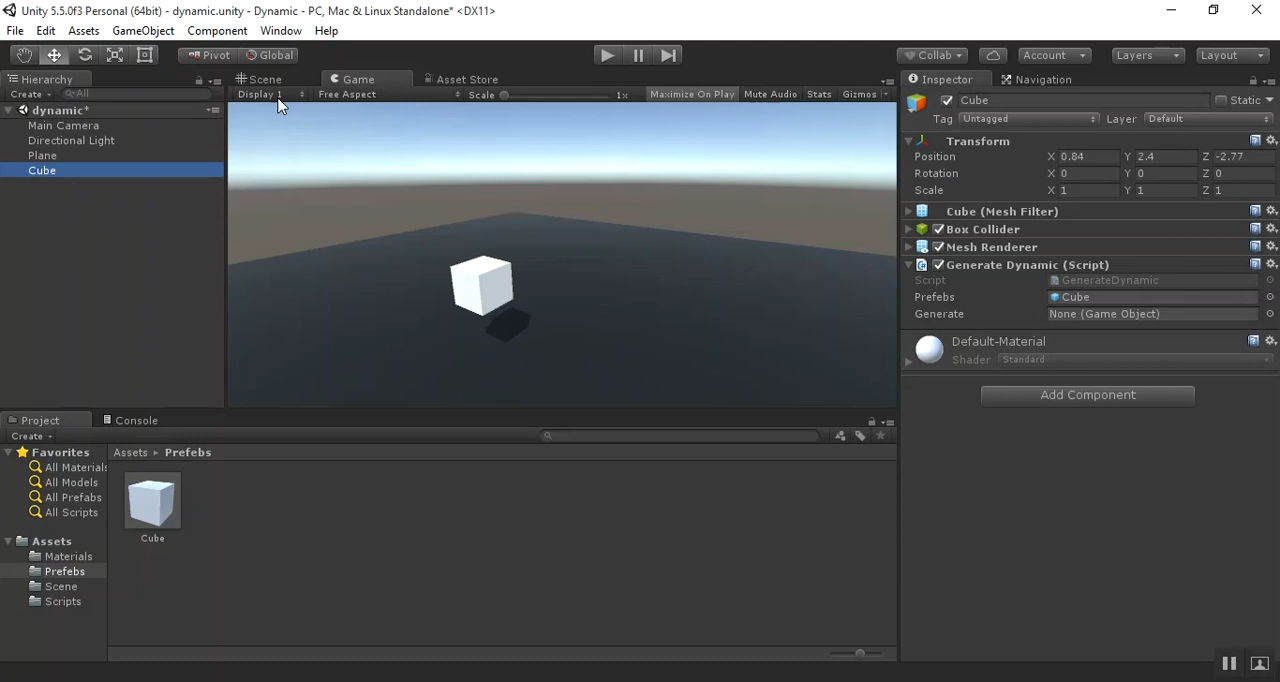 Unity 5.5.0f3 Personal (64bit) - dynamic.unity - Dynamic - PC, Mac & Linux Standalone* <DX11>
File Edit Assets GameObject Component Window Help
Pivot Global Collab Account Layers Layout
Hierarchy Scene Game Asset Store Inspector Navigation
Create All Display 1 Free Aspect Scale 1x Maximize On Play Mute Audio Stats Gizmos Cube Static
dynamic*
Tag Untagged Layer Default
Main Camera
Directional Light
Plane
Cube
Transform
Position X 0.84 Y 2.4 Z -2.77
Rotation X 0 Y 0 Z 0
Scale X 1 Y 1 Z 1
Cube (Mesh Filter)
Box Collider
Mesh Renderer
Generate Dynamic (Script)
Script GenerateDynamic
Prefebs Cube
Generate None (Game Object)
Default-Material
Shader Standard
Add Component
Project Console
Create
Favorites Assets Prefebs
All Materials
All Models
All Prefabs
All Scripts
Cube
Assets
Materials
Prefebs
Scene
Scripts